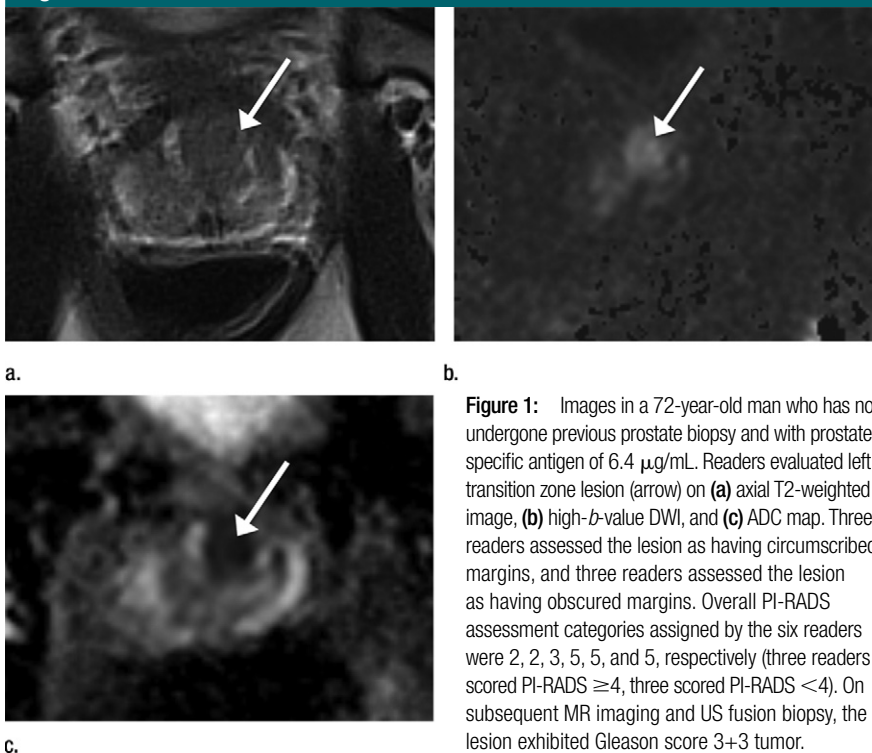 a.
b.
c.
Figure 1: Images in a 72-year-old man who has no
undergone previous prostate biopsy and with prostate
specific antigen of 6.4 μg/mL. Readers evaluated left
transition zone lesion (arrow) on (a) axial T2-weighted
image, (b) high-b-value DWI, and (c) ADC map. Three
readers assessed the lesion as having circumscribed
margins, and three readers assessed the lesion
as having obscured margins. Overall PI-RADS
assessment categories assigned by the six readers
were 2, 2, 3, 5, 5, and 5, respectively (three readers
scored PI-RADS ≥4, three scored PI-RADS <4). On
subsequent MR imaging and US fusion biopsy, the
lesion exhibited Gleason score 3+3 tumor.